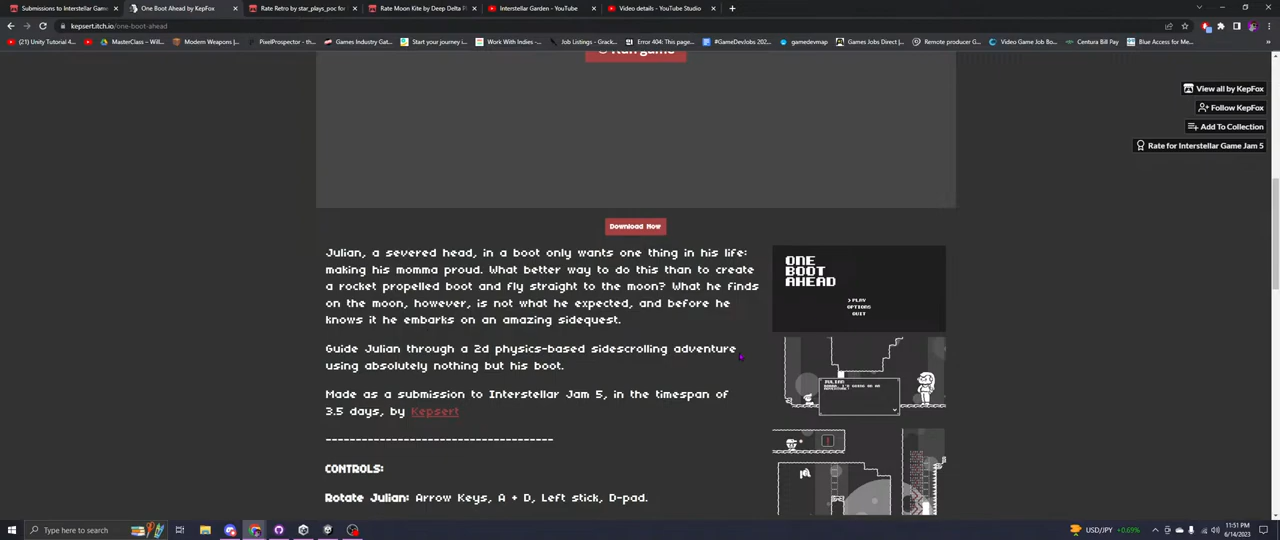 Submissions to Interstellar Gam
One Boot Ahead by KepFox
Rate Retro by star_plays_poc for
Rate Moon Kite by Deep Delta F
Interstellar Garden - YouTube
Video details - YouTube Studio
kepsert.itch.io/one-boot-ahead
(21) Unity Tutorial 4...
MasterClass – Will...
Modern Weapons |...
PixelProspector - th...
Games Industry Gat...
Start your journey i...
Work With Indies -...
Job Listings - Grack...
Error 404: This page...
#GameDevJobs 202...
gamedevmap
Games Jobs Direct |...
Remote producer G...
Video Game Job Bo...
Centura Bill Pay
Blue Access for Me...
Run game
View all by KepFox
Follow KepFox
Add To Collection
Rate for Interstellar Game Jam 5
Download Now
Julian, a severed head, in a boot only wants one thing in his life:
making his momma proud. What better way to do this than to create
a rocket propelled boot and fly straight to the moon? What he finds
on the moon, however, is not what he expected, and before he
knows it he embarks on an amazing sidequest.
Guide Julian through a 2d physics-based sidescrolling adventure
using absolutely nothing but his boot.
Made as a submission to Interstellar Jam 5, in the timespan of
3.5 days, by Kepsert
--------------------------------------
CONTROLS:
Rotate Julian: Arrow Keys, A + D, Left stick, D-pad.
ONE
BOOT
AHEAD
> PLAY
OPTIONS
QUIT
JULIAN
!
Type here to search
USD/JPY +0.69%
11:51 PM
6/14/2023